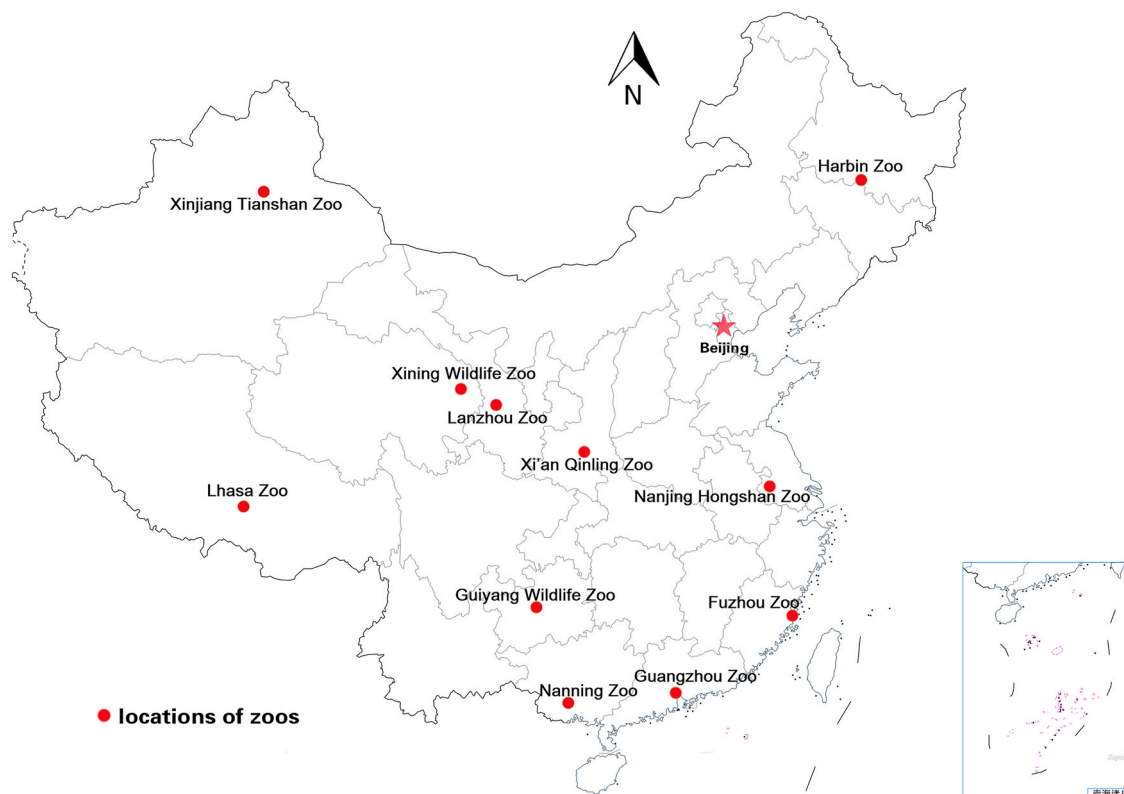 N
Harbin Zoo
Xinjiang Tianshan Zoo
Beijing
Xining Wildlife Zoo
Lanzhou Zoo
Xi'an Qinling Zoo
Lhasa Zoo
Nanjing Hongshan Zoo
Guiyang Wildlife Zoo
Fuzhou Zoo
Guangzhou Zoo
Nanning Zoo
locations of zoos